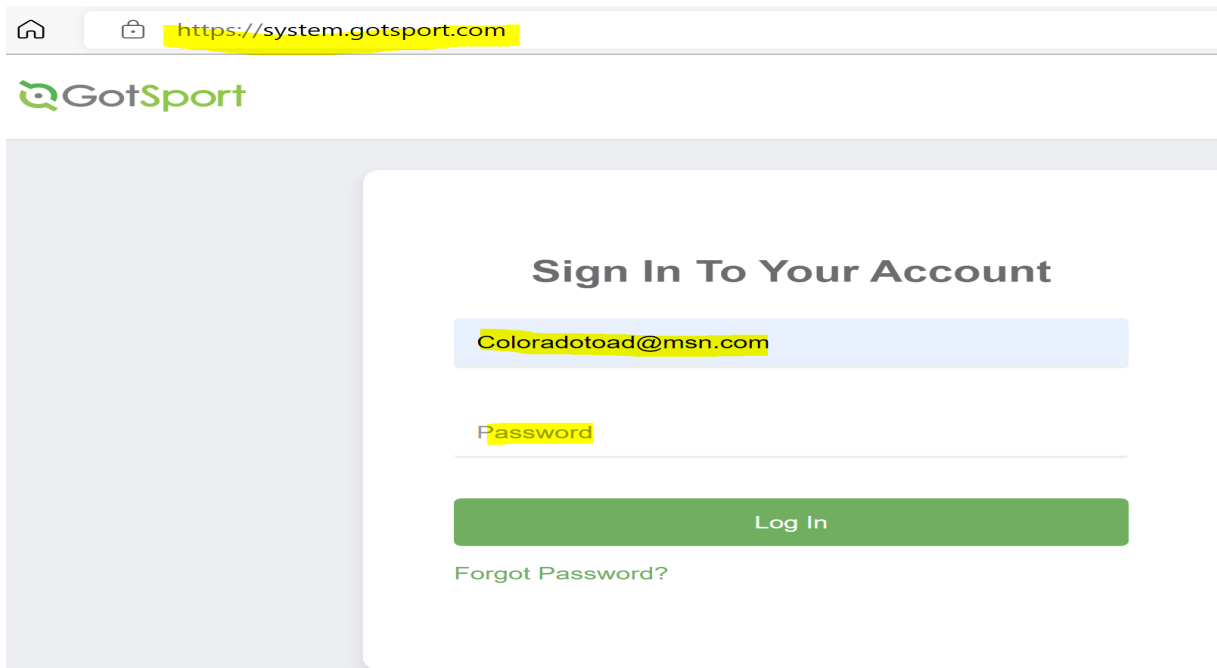 https://system.gotsport.com
GotSport
Sign In To Your Account
Coloradotoad@msn.com
Password
Log In
Forgot Password?